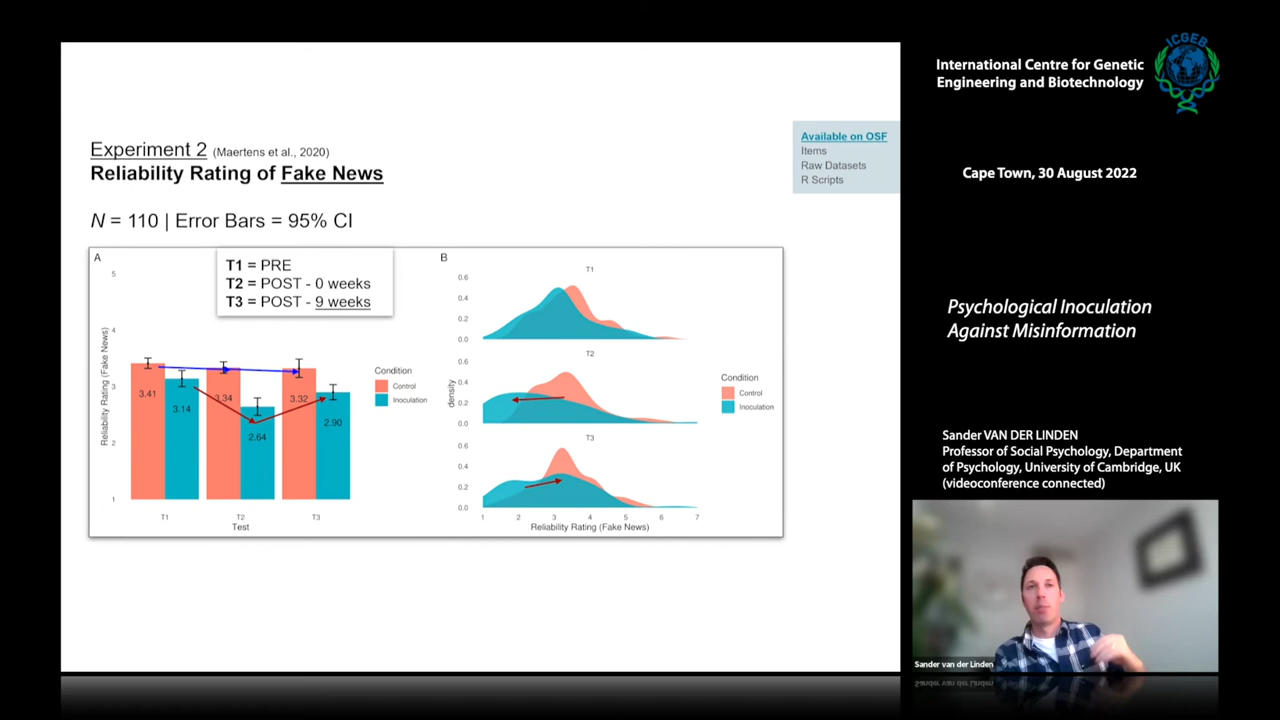 Experiment 2 (Maertens et al., 2020)
Reliability Rating of Fake News
N = 110 | Error Bars = 95% CI
Available on OSF
Items
Raw Datasets
R Scripts
A
T1 = PRE
T2 = POST - 0 weeks
T3 = POST - 9 weeks
Reliability Rating (Fake News)
5
4
3
2
1
3.41
3.14
3.34
2.64
3.32
2.90
T1
T2
T3
Test
Condition
Control
Inoculation
B
density
T1
0.6
0.4
0.2
0.0
T2
0.6
0.4
0.2
0.0
T3
0.6
0.4
0.2
0.0
1 2 3 4 5 6 7
Reliability Rating (Fake News)
Condition
Control
Inoculation
International Centre for Genetic
Engineering and Biotechnology
ICGEB
Cape Town, 30 August 2022
Psychological Inoculation
Against Misinformation
Sander VAN DER LINDEN
Professor of Social Psychology, Department
of Psychology, University of Cambridge, UK
(videoconference connected)
Sander van der Linden